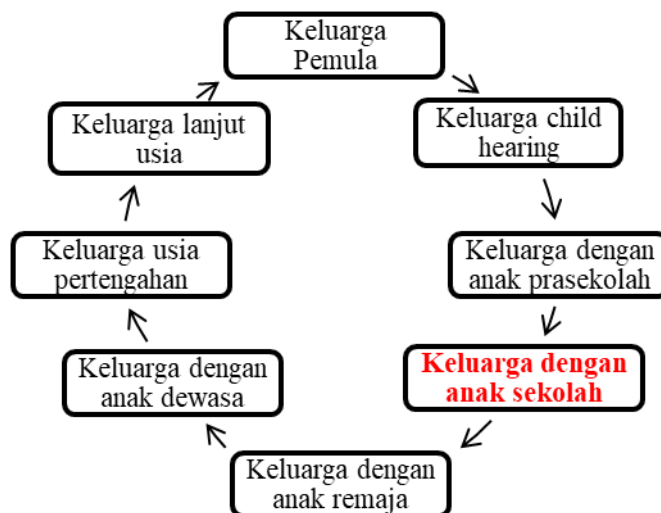 Keluarga
Pemula
Keluarga child
hearing
Keluarga dengan
anak prasekolah
Keluarga dengan
anak sekolah
Keluarga dengan
anak remaja
Keluarga dengan
anak dewasa
Keluarga usia
pertengahan
Keluarga lanjut
usia